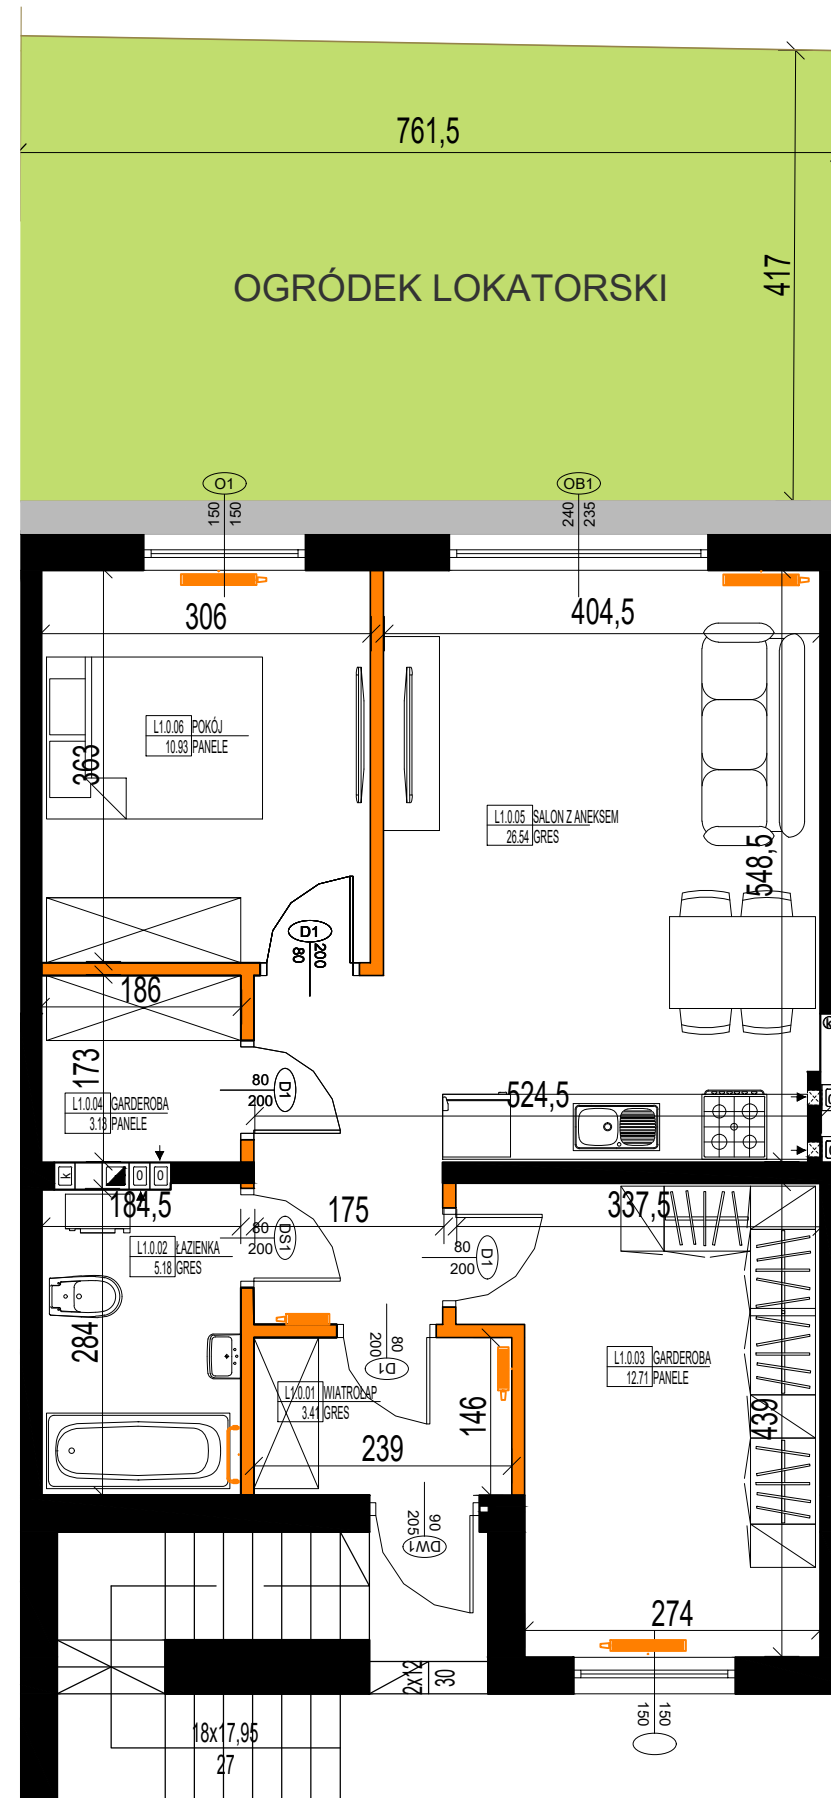 761,5
417
OGRÓDEK LOKATORSKI
O1
150
150
OB1
240
235
306
404,5
363
L1.0.06 POKÓJ
10.93 PANELE
L1.0.05 SALON Z ANEKSEM
26.54 GRES
548,5
D1
80
200
186
173
L1.0.04 GARDEROBA
3.18 PANELE
80
200
D1
524,5
k
0
0
184,5
175
337,5
80
200
DS1
80
200
D1
L1.0.02 ŁAZIENKA
5.18 GRES
284
80
200
D1
L1.0.03 GARDEROBA
12.71 PANELE
L1.0.01 WIATROŁAP
3.41 GRES
146
439
239
90
205
DW1
274
2x12
30
150
150
18x17,95
27